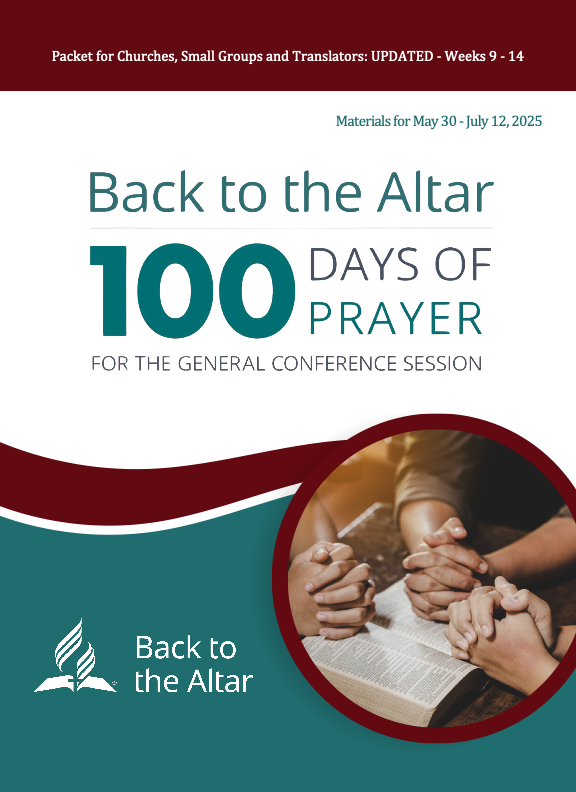 Packet for Churches, Small Groups and Translators: UPDATED - Weeks 9 - 14
Materials for May 30 - July 12, 2025
Back to the Altar
100
DAYS OF
PRAYER
FOR THE GENERAL CONFERENCE SESSION
Back to
the Altar